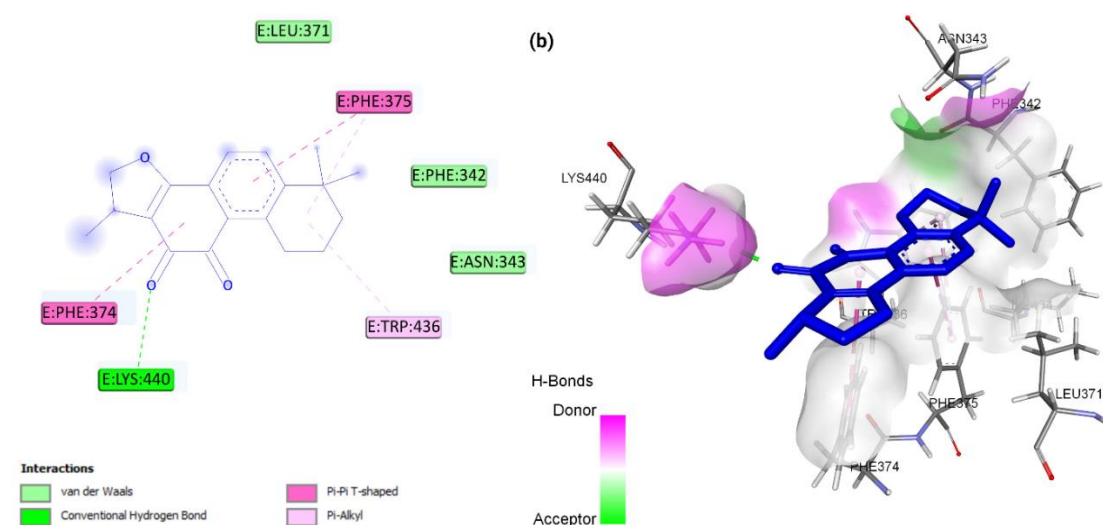 E:LEU:371
(b)
E:PHE:375
O
E:PHE:342
E:ASN:343
O
O
E:PHE:374
E:TRP:436
E:LYS:440
Interactions
van der Waals
Conventional Hydrogen Bond
Pi-Pi T-shaped
Pi-Alkyl
ASN343
PHE342
LYS440
PHE375
LEU371
PHE374
H-Bonds
Donor
Acceptor